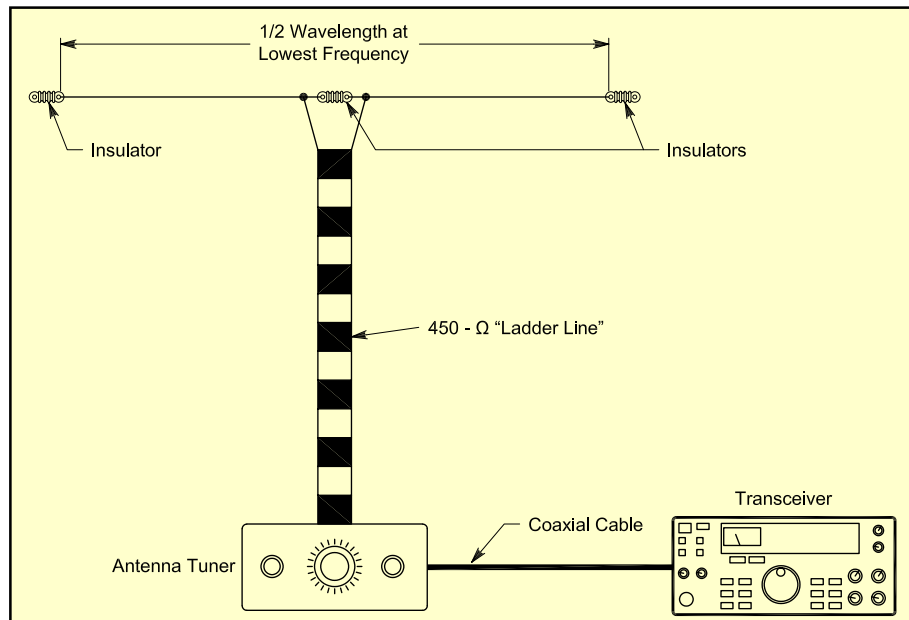 1/2 Wavelength at
Lowest Frequency
Insulator
Insulators
450 - Ω “Ladder Line”
Transceiver
Coaxial Cable
Antenna Tuner